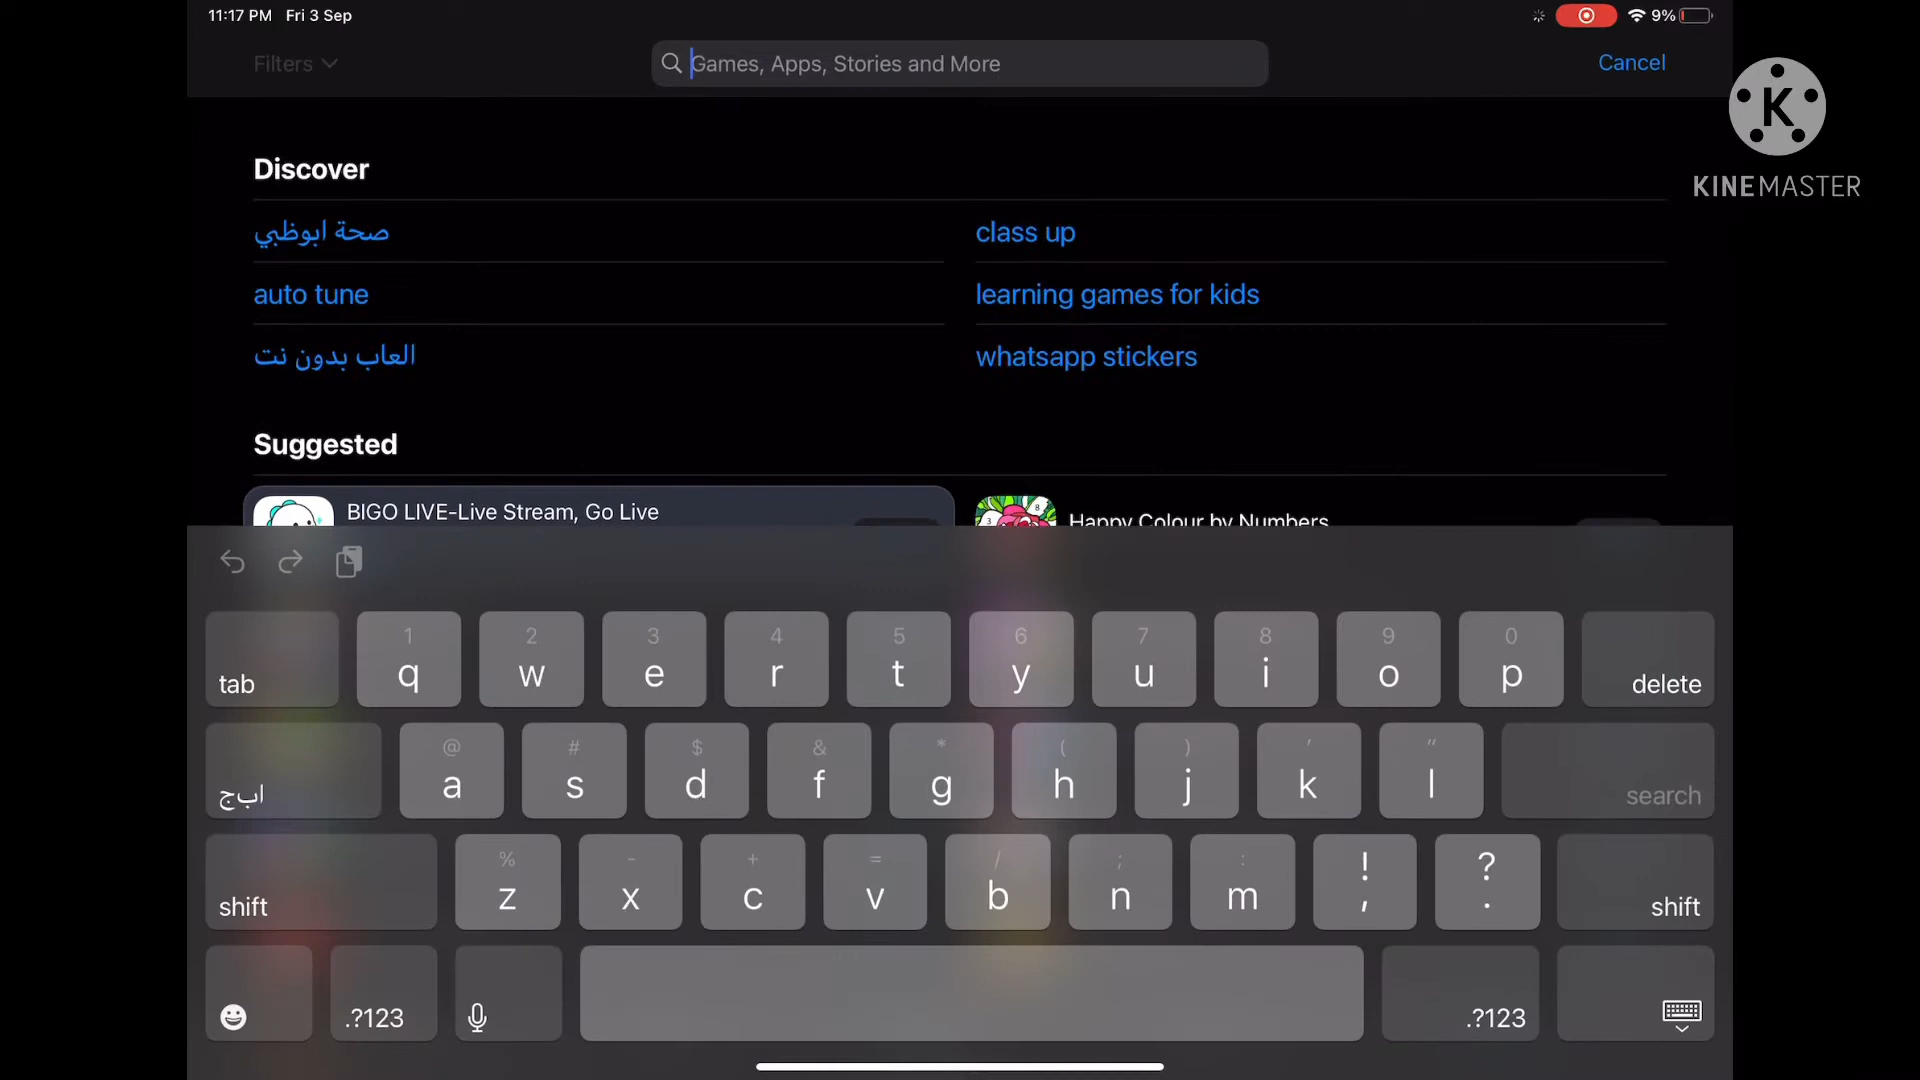 11:17 PM Fri 3 Sep 9%
Filters Games, Apps, Stories and More Cancel
KINEMASTER
Discover
صحة ابوظبي
class up
auto tune
learning games for kids
العاب بدون نت
whatsapp stickers
Suggested
BIGO LIVE-Live Stream, Go Live
Happy Colour by Numbers
1 2 3 4 5 6 7 8 9 0
tab q w e r t y u i o p delete
@ # $ & * ( ) ' "
ابج a s d f g h j k l search
% - + = / ; : ! ?
shift z x c v b n m , . shift
.?123 .?123